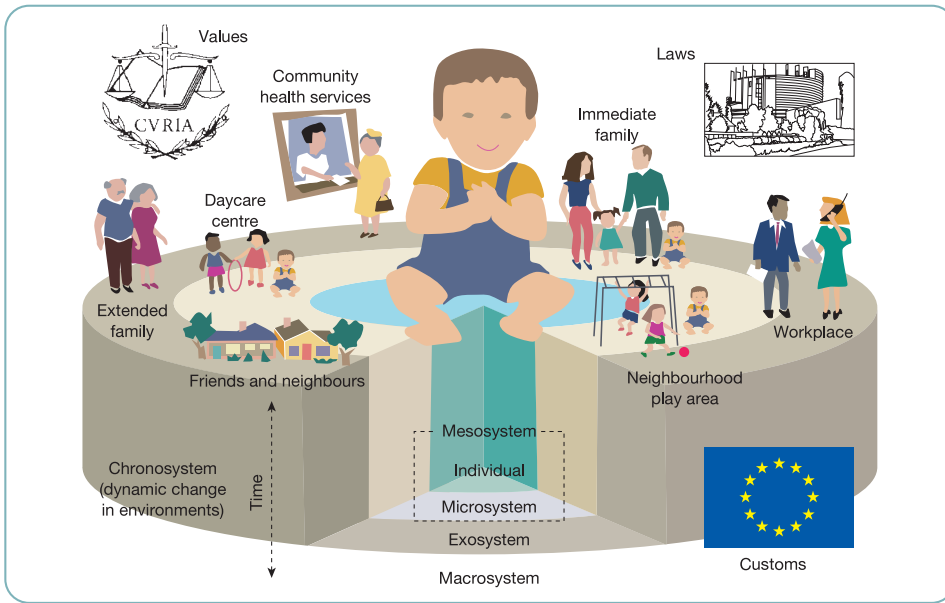 Values
CVRIA
Community
health services
Immediate
family
Laws
Daycare
centre
Extended
family
Friends and neighbours
Neighbourhood
play area
Workplace
Chronosystem
(dynamic change
in environments)
Time
Mesosystem
Individual
Microsystem
Exosystem
Macrosystem
Customs